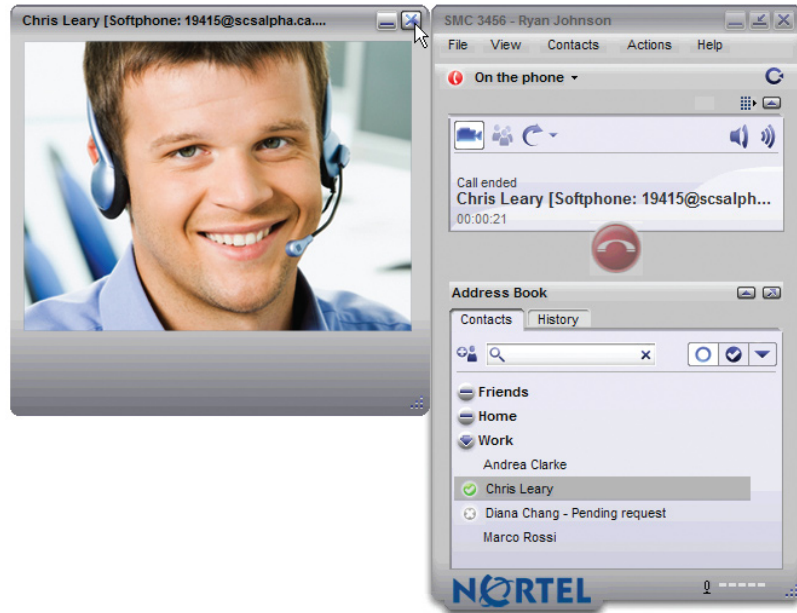 Chris Leary [Softphone: 19415@scsalpha.ca....
SMC 3456 - Ryan Johnson
File View Contacts Actions Help
On the phone
Call ended
Chris Leary [Softphone: 19415@scsalph...
00:00:21
Address Book
Contacts History
Friends
Home
Work
Andrea Clarke
Chris Leary
Diana Chang - Pending request
Marco Rossi
NORTEL